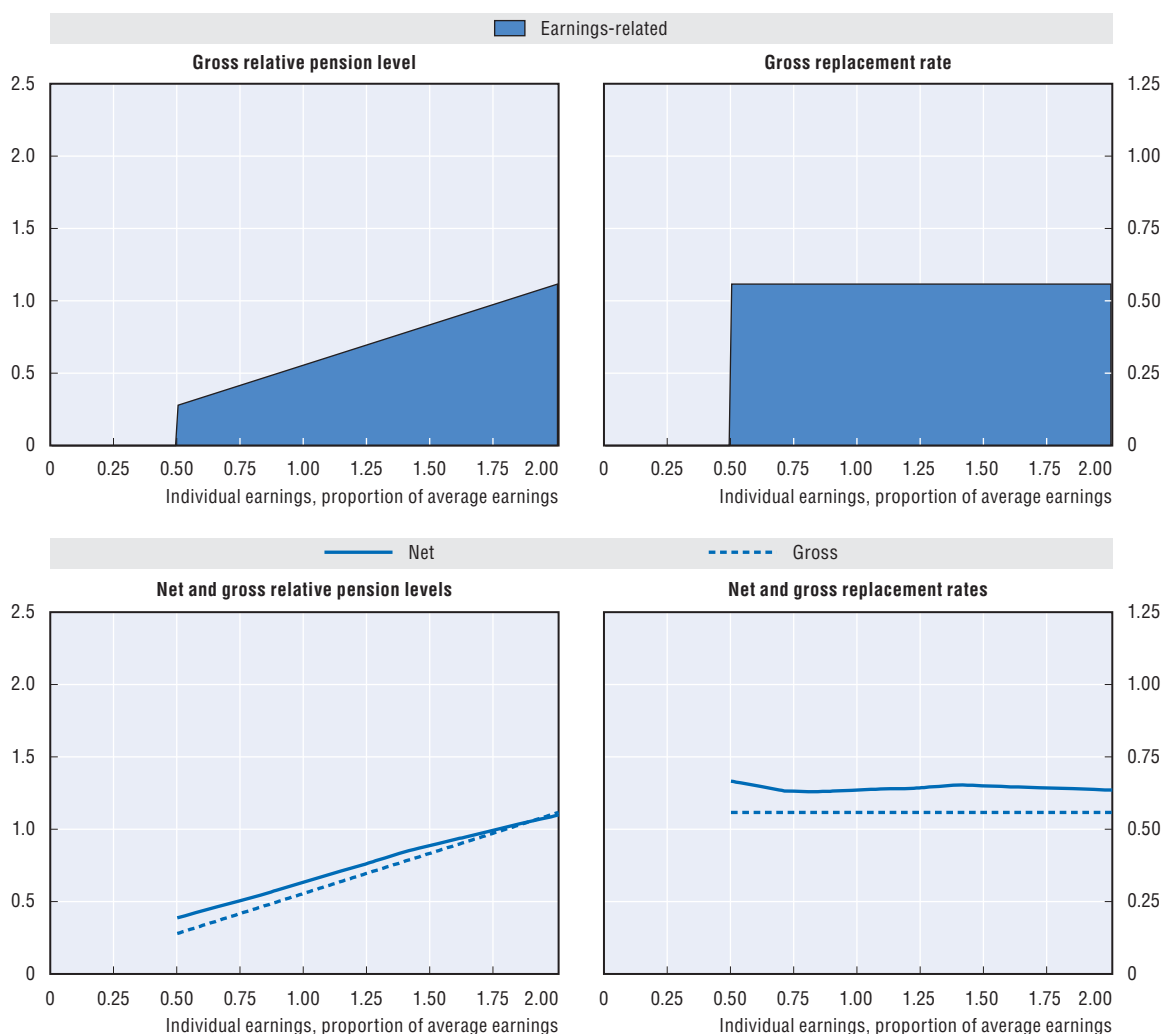 Earnings-related
Gross relative pension level
Gross replacement rate
2.5
2.0
1.5
1.0
0.5
0
0 0.25 0.50 0.75 1.00 1.25 1.50 1.75 2.00
Individual earnings, proportion of average earnings
1.25
1.00
0.75
0.50
0.25
0
0 0.25 0.50 0.75 1.00 1.25 1.50 1.75 2.00
Individual earnings, proportion of average earnings
Net Gross
Net and gross relative pension levels
Net and gross replacement rates
2.5
2.0
1.5
1.0
0.5
0
0 0.25 0.50 0.75 1.00 1.25 1.50 1.75 2.00
Individual earnings, proportion of average earnings
1.25
1.00
0.75
0.50
0.25
0
0 0.25 0.50 0.75 1.00 1.25 1.50 1.75 2.00
Individual earnings, proportion of average earnings